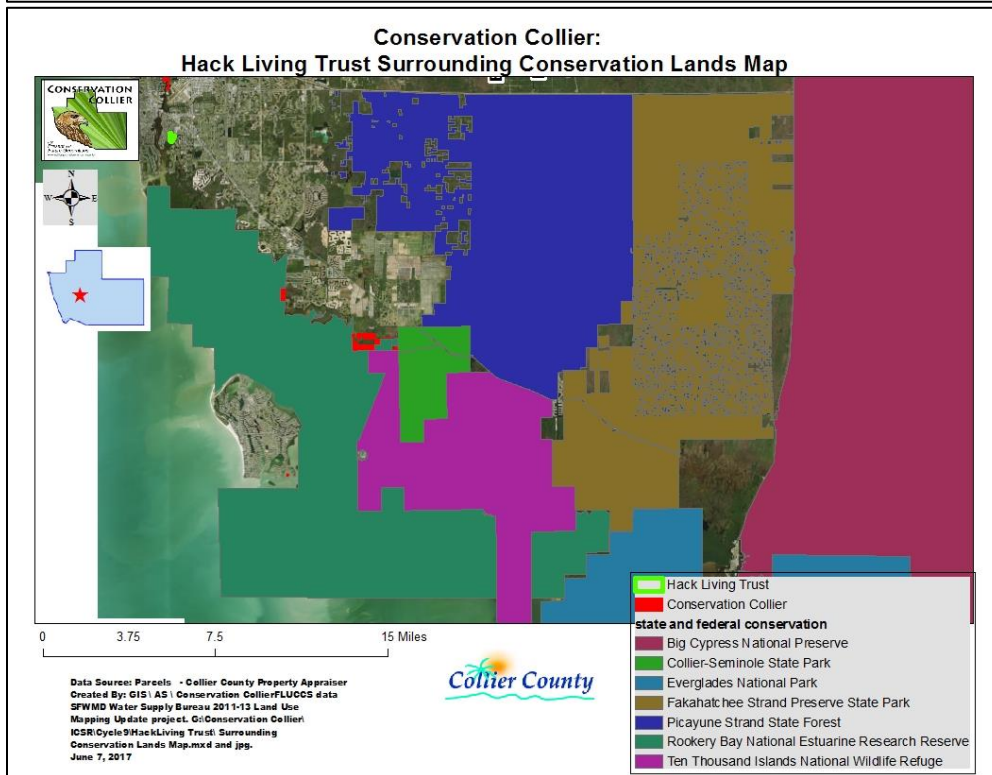 Conservation Collier:
Hack Living Trust Surrounding Conservation Lands Map
CONSERVATION
COLLIER
N
W E
S
0 3.75 7.5 15 Miles
Data Source: Parcels - Collier County Property Appraiser
Created By: GIS \ AS \ Conservation CollierFLUCCS data
SFWMD Water Supply Bureau 2011-13 Land Use
Mapping Update project. G:\Conservation Collier\
ICSR\Cycle9\HackLiving Trust\ Surrounding
Conservation Lands Map.mxd and jpg.
June 7, 2017
Collier County
Hack Living Trust
Conservation Collier
state and federal conservation
Big Cypress National Preserve
Collier-Seminole State Park
Everglades National Park
Fakahatchee Strand Preserve State Park
Picayune Strand State Forest
Rookery Bay National Estuarine Research Reserve
Ten Thousand Islands National Wildlife Refuge